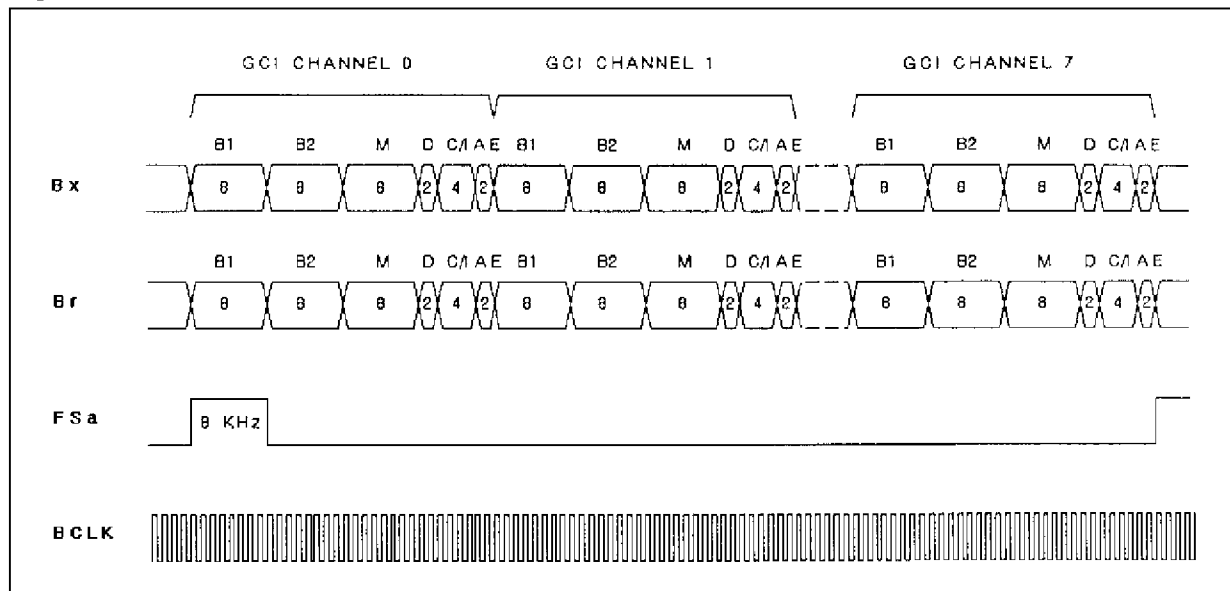 GCI CHANNEL 0 GCI CHANNEL 1 GCI CHANNEL 7
B1 B2 M D C/I A E B1 B2 M D C/I A E B1 B2 M D C/I A E
Bx 8 8 8 2 4 2 8 8 8 2 4 2 8 8 8 2 4 2
B1 B2 M D C/I A E B1 B2 M D C/I A E B1 B2 M D C/I A E
Br 8 8 8 2 4 2 8 8 8 2 4 2 8 8 8 2 4 2
FSa 8 KHz
BCLK